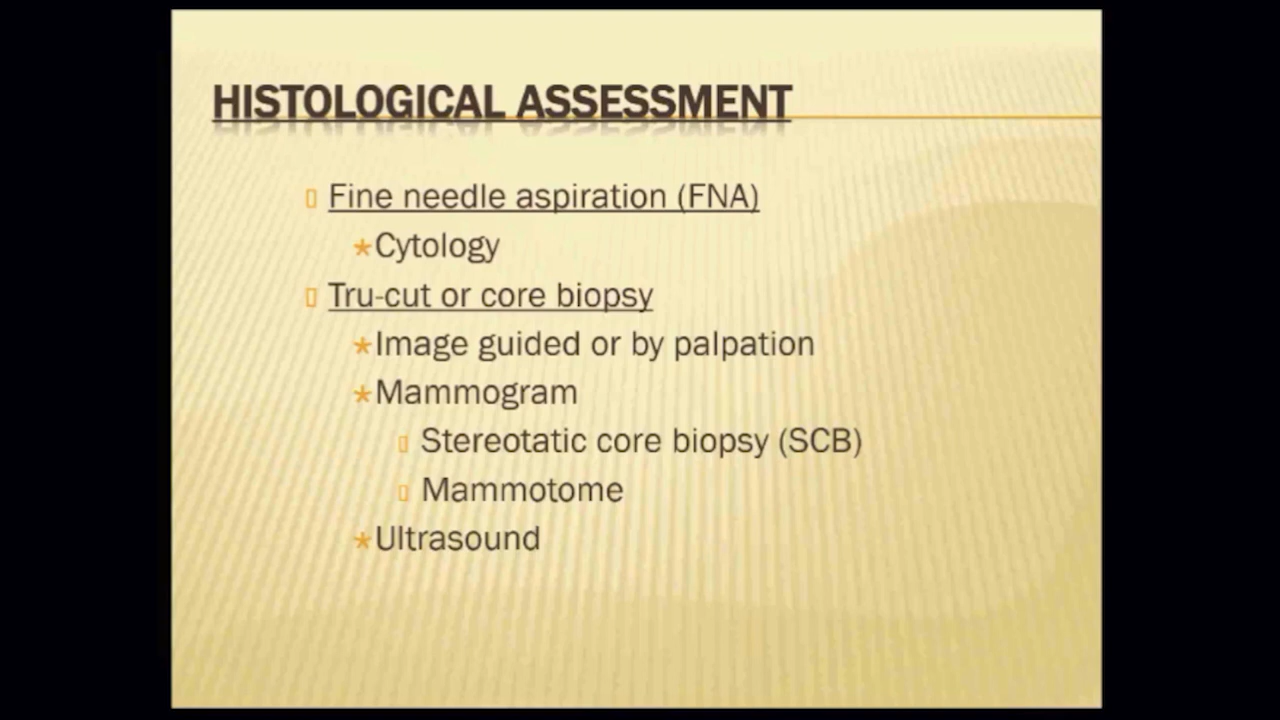 HISTOLOGICAL ASSESSMENT
Fine needle aspiration (FNA)
Cytology
Tru-cut or core biopsy
Image guided or by palpation
Mammogram
Stereotatic core biopsy (SCB)
Mammotome
Ultrasound